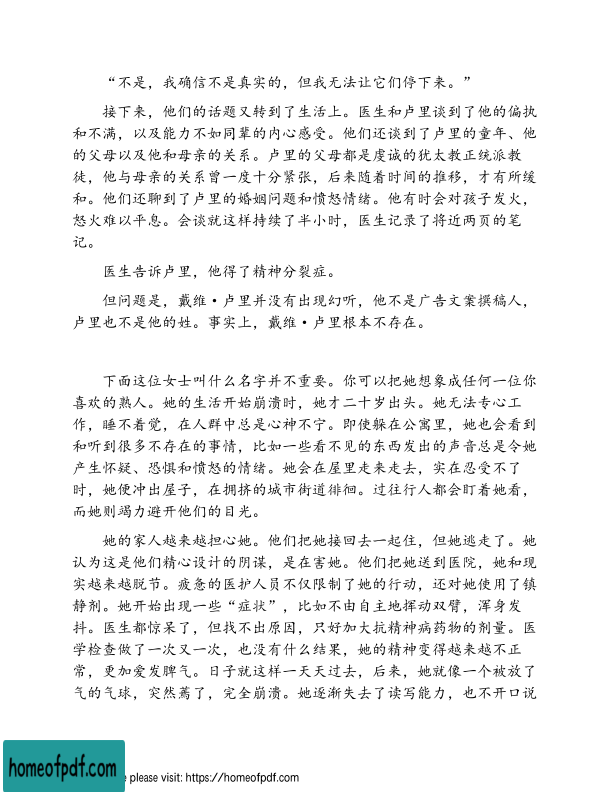 “不是，我确信不是真实的，但我无法让它们停下来。”
接下来，他们的话题又转到了生活上。医生和卢里谈到了他的偏执
和不满，以及能力不如同辈的内心感受。他们还谈到了卢里的童年、他
的父母以及他和母亲的关系。卢里的父母都是虔诚的犹太教正统派教
徒，他与母亲的关系曾一度十分紧张，后来随着时间的推移，才有所缓
和。他们还聊到了卢里的婚姻问题和愤怒情绪。他有时会对孩子发火，
怒火难以平息。会谈就这样持续了半小时，医生记录了将近两页的笔
记。
医生告诉卢里，他得了精神分裂症。
但问题是，戴维·卢里并没有出现幻听，他不是广告文案撰稿人，
卢里也不是他的姓。事实上，戴维·卢里根本不存在。
下面这位女士叫什么名字并不重要。你可以把她想象成任何一位你
喜欢的熟人。她的生活开始崩溃时，她才二十岁出头。她无法专心工
作，睡不着觉，在人群中总是心神不宁。即使躲在公寓里，她也会看到
和听到很多不存在的事情，比如一些看不见的东西发出的声音总是令她
产生怀疑、恐惧和愤怒的情绪。她会在屋里走来走去，实在忍受不了
时，她便冲出屋子，在拥挤的城市街道徘徊。过往行人都会盯着她看，
而她则竭力避开他们的目光。
她的家人越来越担心她。他们把她接回去一起住，但她逃走了。她
认为这是他们精心设计的阴谋，是在害她。他们把她送到医院，她和现
实越来越脱节。疲惫的医护人员不仅限制了她的行动，还对她使用了镇
静剂。她开始出现一些“症状”，比如不由自主地挥动双臂，浑身发
抖。医生都惊呆了，但找不出原因，只好加大抗精神病药物的剂量。医
学检查做了一次又一次，也没有什么结果，她的精神变得越来越不正
常，更加爱发脾气。日子就这样一天天过去，后来，她就像一个被放了
气的气球，突然蔫了，完全崩溃。她逐渐失去了读写能力，也不开口说
homeofpdf.com
e please visit: https://homeofpdf.com